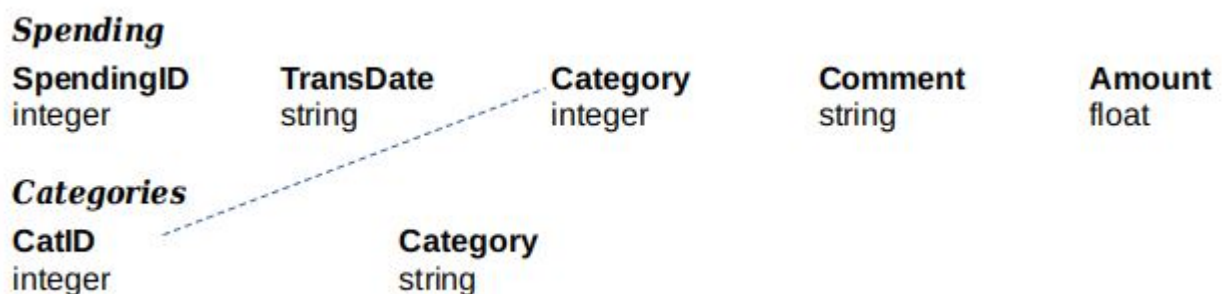 Spending
SpendingID TransDate Category Comment Amount
integer string integer string float
Categories
CatID Category
integer string